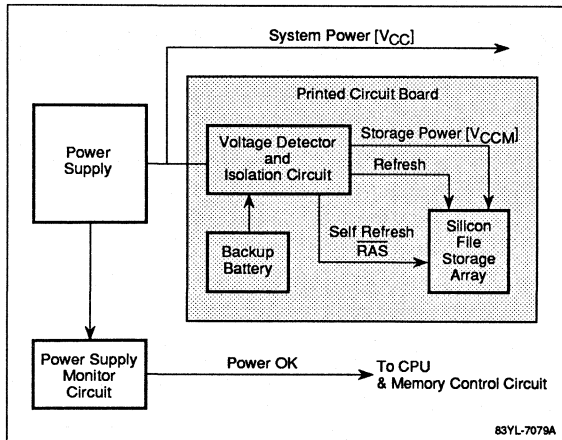 System Power [VCC]
Printed Circuit Board
Power
Supply
Voltage Detector
and
Isolation Circuit
Storage Power [VCCM]
Refresh
Self Refresh
RAS
Backup
Battery
Silicon
File
Storage
Array
Power Supply
Monitor
Circuit
Power OK
To CPU
& Memory Control Circuit
83YL-7079A